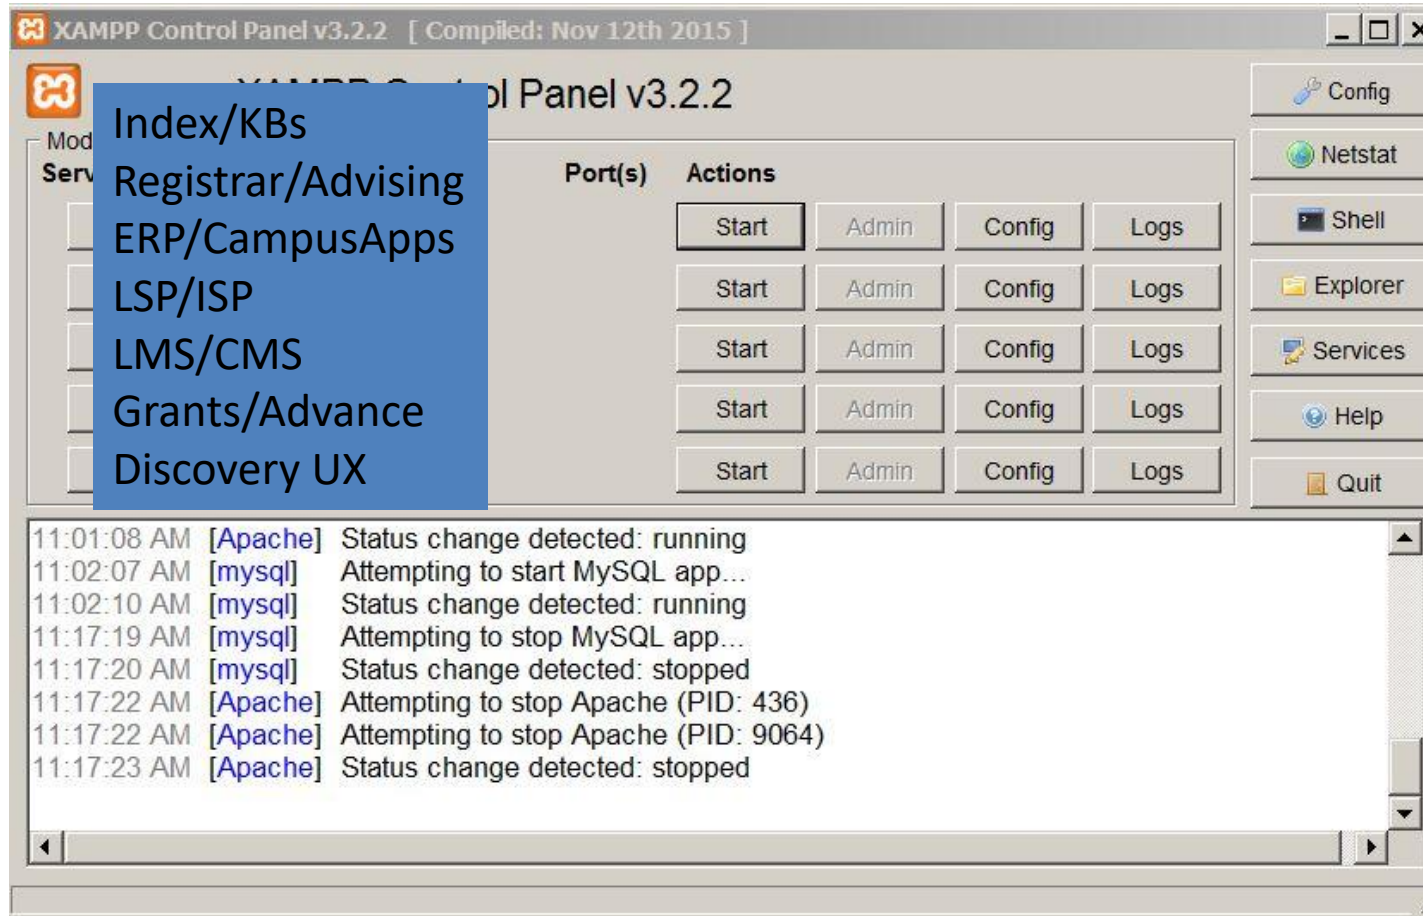 XAMPP Control Panel v3.2.2 [ Compiled: Nov 12th 2015 ]
Control Panel v3.2.2
Config
Netstat
Shell
Explorer
Services
Help
Quit
Index/KBs
Registrar/Advising
ERP/CampusApps
LSP/ISP
LMS/CMS
Grants/Advance
Discovery UX
Port(s) Actions
Start Admin Config Logs
Start Admin Config Logs
Start Admin Config Logs
Start Admin Config Logs
Start Admin Config Logs
11:01:08 AM [Apache] Status change detected: running
11:02:07 AM [mysql] Attempting to start MySQL app...
11:02:10 AM [mysql] Status change detected: running
11:17:19 AM [mysql] Attempting to stop MySQL app...
11:17:20 AM [mysql] Status change detected: stopped
11:17:22 AM [Apache] Attempting to stop Apache (PID: 436)
11:17:22 AM [Apache] Attempting to stop Apache (PID: 9064)
11:17:23 AM [Apache] Status change detected: stopped